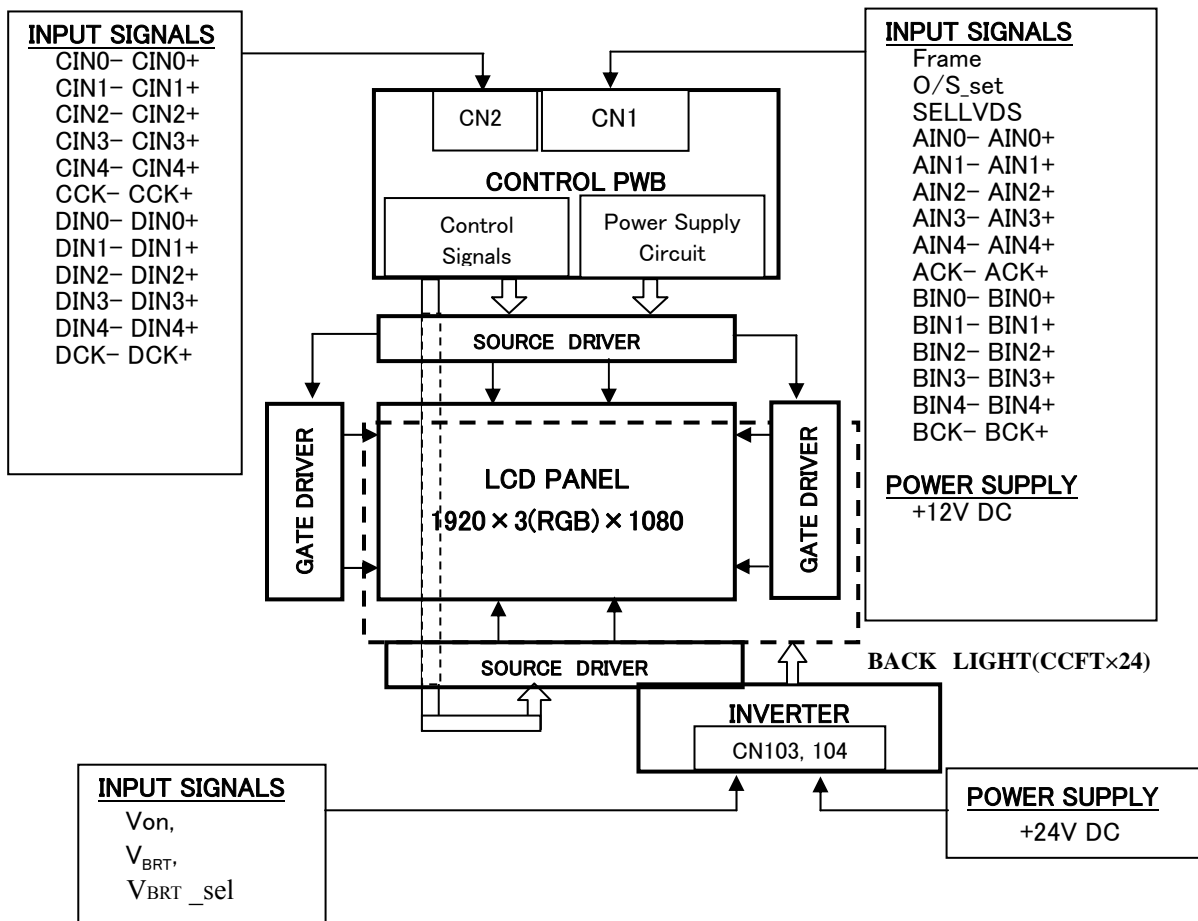 INPUT SIGNALS
CIN0- CIN0+
CIN1- CIN1+
CIN2- CIN2+
CIN3- CIN3+
CIN4- CIN4+
CCK- CCK+
DIN0- DIN0+
DIN1- DIN1+
DIN2- DIN2+
DIN3- DIN3+
DIN4- DIN4+
DCK- DCK+
CN2
CN1
CONTROL PWB
Control
Signals
Power Supply
Circuit
INPUT SIGNALS
Frame
O/S_set
SELLVDS
AIN0- AIN0+
AIN1- AIN1+
AIN2- AIN2+
AIN3- AIN3+
AIN4- AIN4+
ACK- ACK+
BIN0- BIN0+
BIN1- BIN1+
BIN2- BIN2+
BIN3- BIN3+
BIN4- BIN4+
BCK- BCK+
POWER SUPPLY
+12V DC
SOURCE DRIVER
GATE DRIVER
LCD PANEL
1920×3(RGB)×1080
GATE DRIVER
SOURCE DRIVER
BACK LIGHT(CCFT×24)
INVERTER
CN103, 104
INPUT SIGNALS
Von,
VBRT,
VBRT _sel
POWER SUPPLY
+24V DC